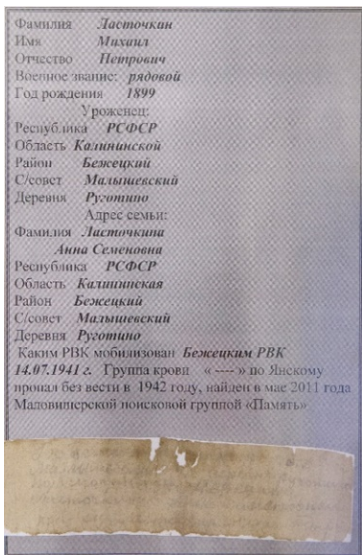 Фамилия Ласточкин
Имя Михаил
Отчество Петрович
Военное звание: рядовой
Год рождения 1899
Уроженец:
Республика РСФСР
Область Калининской
Район Бежецкий
С/совет Малышевский
Деревня Руготино
Адрес семьи:
Фамилия Ласточкина
Анна Семеновна
Республика РСФСР
Область Калининская
Район Бежецкий
С/совет Малышевский
Деревня Руготино
Каким РВК мобилизован Бежецким РВК
14.07.1941 г. Группа крови « ---- » по Янскому
пропал без вести в 1942 году, найден в мае 2011 года
Маловишерской поисковой группой «Память»